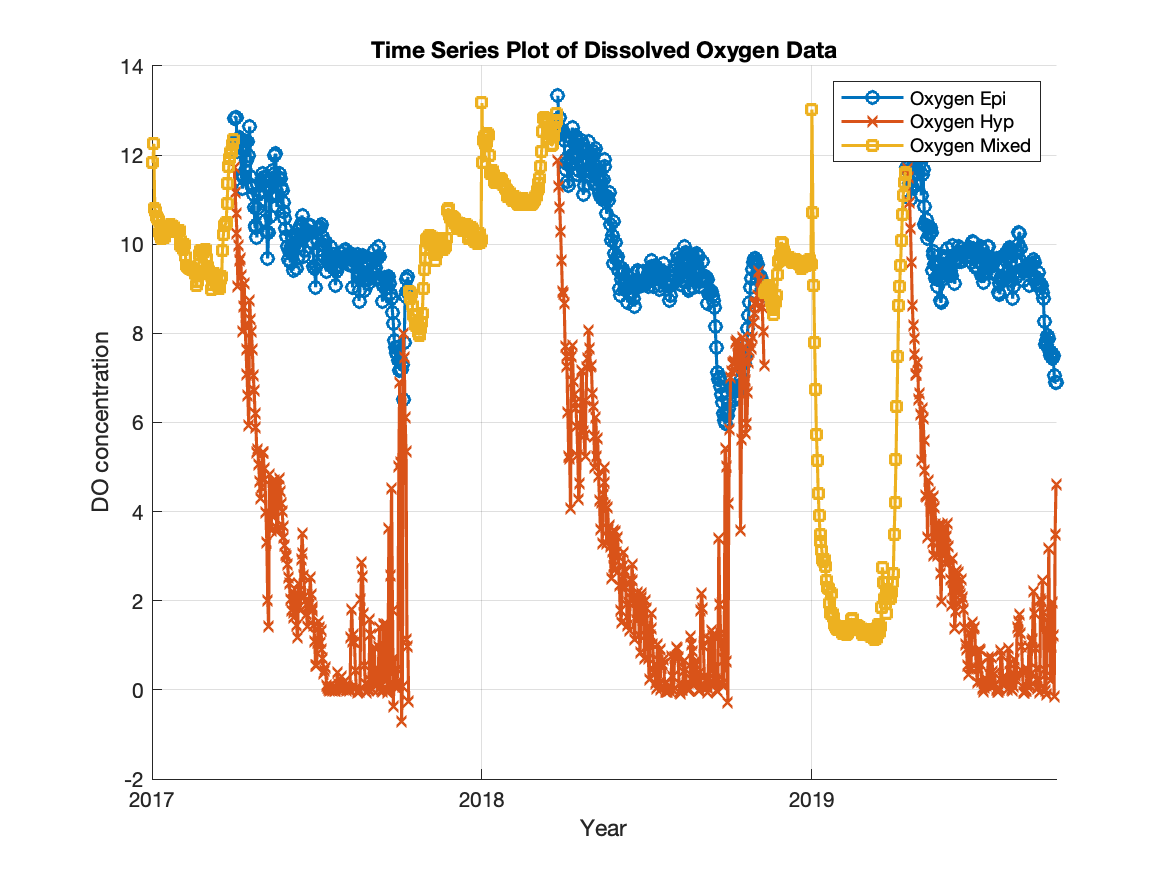 Time Series Plot of Dissolved Oxygen Data
14
12
10
8
6
4
2
0
-2
DO concentration
Oxygen Epi
Oxygen Hyp
Oxygen Mixed
2017
2018
2019
Year